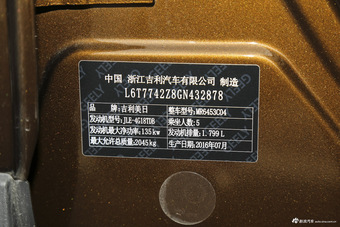 中国 浙江吉利汽车有限公司 制造
L6T7742Z8GN432878
品牌:吉利美日 整车型号:MR6453C04
发动机型号:JLE-4G18TDB 乘坐人数:5
发动机最大净功率:135kw 发动机排量:1.799L
最大允许总质量:2045kg 生产日期:2016年07月